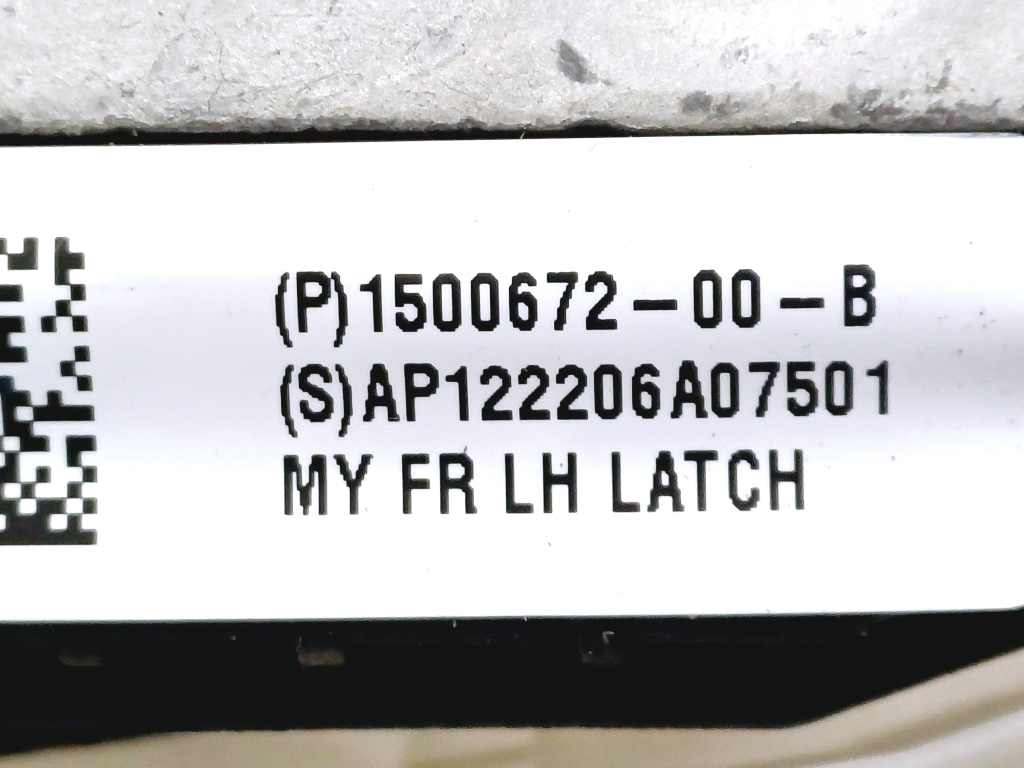 (P)1500672-00-B
(S)AP122206A07501
MY FR LH LATCH